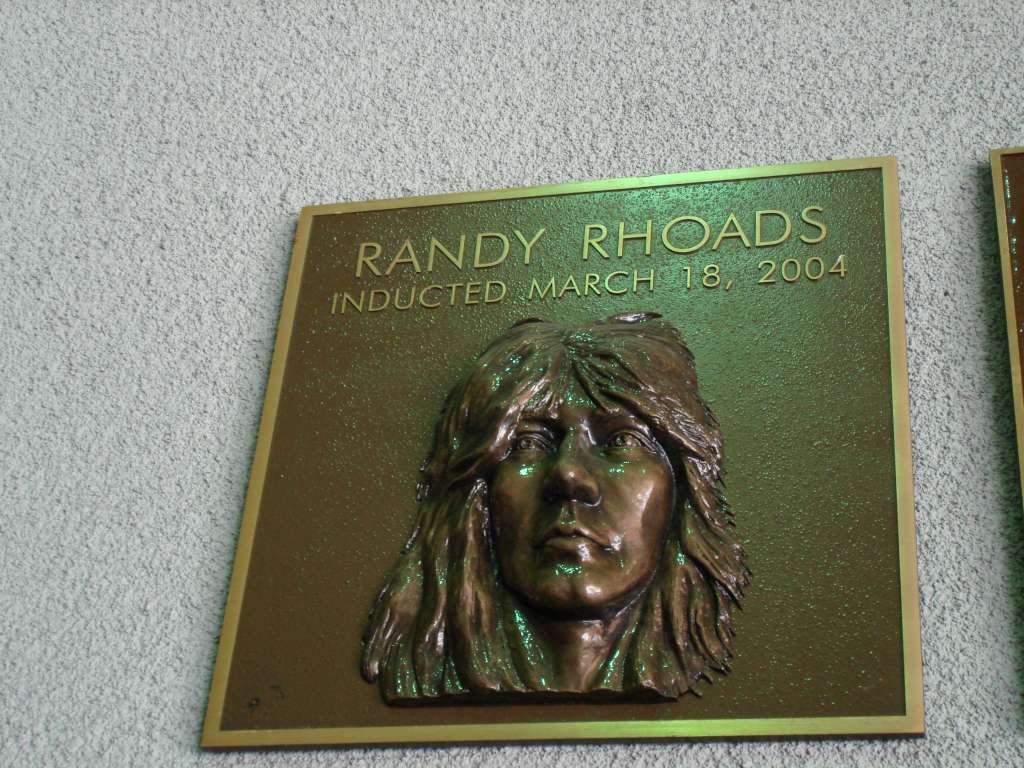 RANDY RHOADS
INDUCTED MARCH 18, 2004